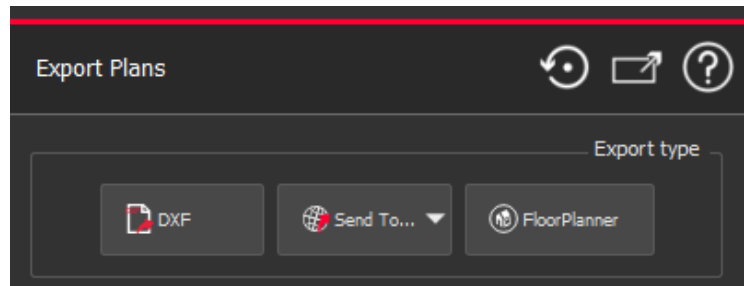 Export Plans
Export type
DXF
Send To...
FloorPlanner